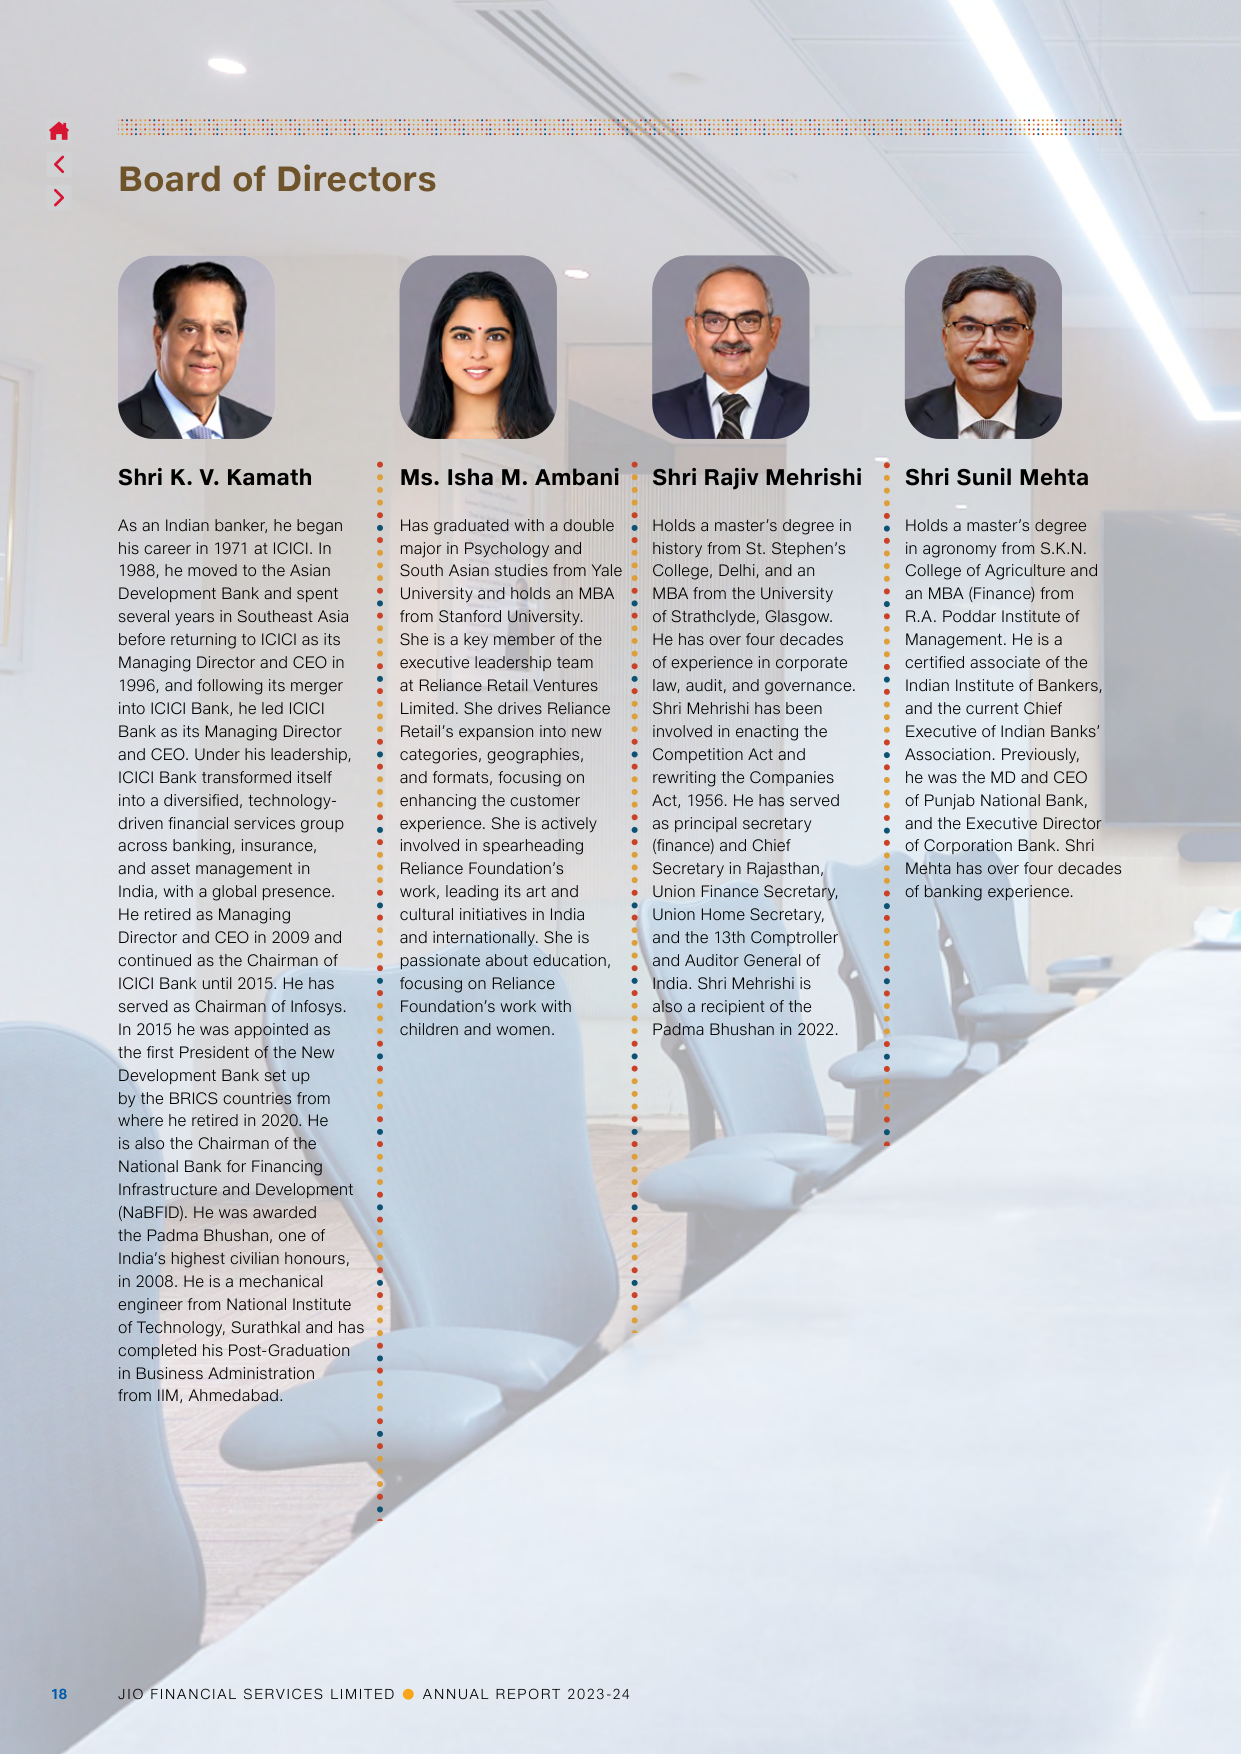 Board of Directors
Shri K. V. Kamath
As an Indian banker, he began
his career in 1971 at ICICI. In
1988, he moved to the Asian
Development Bank and spent
several years in Southeast Asia
before returning to ICICI as its
Managing Director and CEO in
1996, and following its merger
into ICICI Bank, he led ICICI
Bank as its Managing Director
and CEO. Under his leadership,
ICICI Bank transformed itself
into a diversified, technology-
driven financial services group
across banking, insurance,
and asset management in
India, with a global presence.
He retired as Managing
Director and CEO in 2009 and
continued as the Chairman of
ICICI Bank until 2015. He has
served as Chairman of Infosys.
In 2015 he was appointed as
the first President of the New
Development Bank set up
by the BRICS countries from
where he retired in 2020. He
is also the Chairman of the
National Bank for Financing
Infrastructure and Development
(NaBFID). He was awarded
the Padma Bhushan, one of
India's highest civilian honours,
in 2008. He is a mechanical
engineer from National Institute
of Technology, Surathkal and has
completed his Post-Graduation
in Business Administration
from IIM, Ahmedabad.
Ms. Isha M. Ambani
Has graduated with a double
major in Psychology and
South Asian studies from Yale
University and holds an MBA
from Stanford University.
She is a key member of the
executive leadership team
at Reliance Retail Ventures
Limited. She drives Reliance
Retail's expansion into new
categories, geographies,
and formats, focusing on
enhancing the customer
experience. She is actively
involved in spearheading
Reliance Foundation's
work, leading its art and
cultural initiatives in India
and internationally. She is
passionate about education,
focusing on Reliance
Foundation's work with
children and women.
Shri Rajiv Mehrishi
Holds a master's degree in
history from St. Stephen's
College, Delhi, and an
MBA from the University
of Strathclyde, Glasgow.
He has over four decades
of experience in corporate
law, audit, and governance.
Shri Mehrishi has been
involved in enacting the
Competition Act and
rewriting the Companies
Act, 1956. He has served
as principal secretary
(finance) and Chief
Secretary in Rajasthan,
Union Finance Secretary,
Union Home Secretary,
and the 13th Comptroller
and Auditor General of
India. Shri Mehrishi is
also a recipient of the
Padma Bhushan in 2022.
Shri Sunil Mehta
Holds a master's degree
in agronomy from S.K.N.
College of Agriculture and
an MBA (Finance) from
R.A. Poddar Institute of
Management. He is a
certified associate of the
Indian Institute of Bankers,
and the current Chief
Executive of Indian Banks'
Association. Previously,
he was the MD and CEO
of Punjab National Bank,
and the Executive Director
of Corporation Bank. Shri
Mehta has over four decades
of banking experience.
18 JIO FINANCIAL SERVICES LIMITED ● ANNUAL REPORT 2023-24